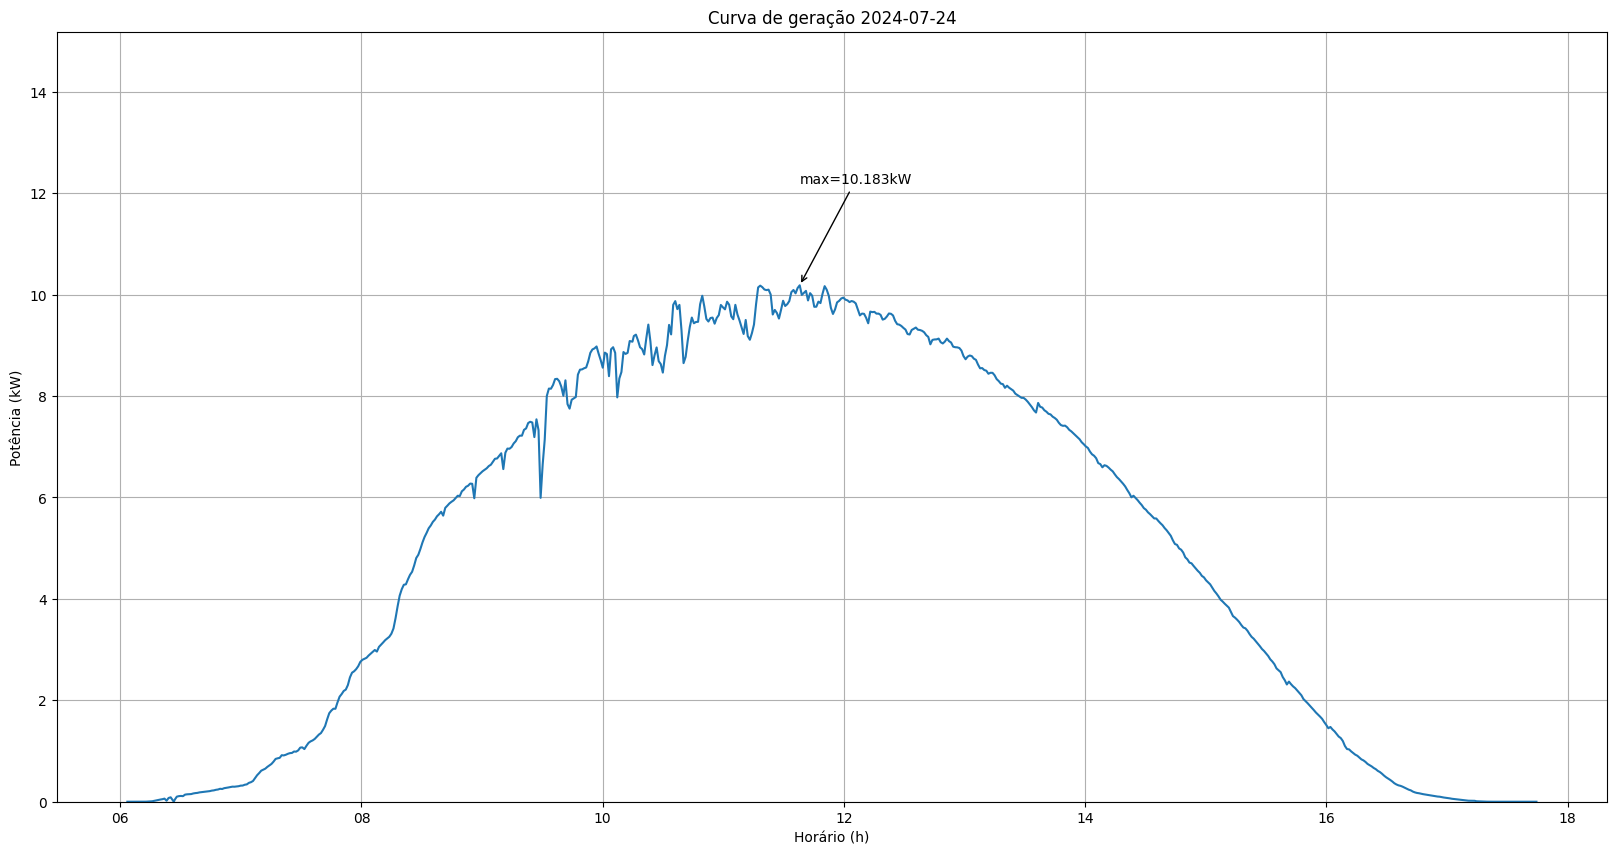 Curva de geração 2024-07-24
Potência (kW)
14
12
10
8
6
4
2
0
max=10.183kW
06 08 10 12 14 16 18
Horário (h)